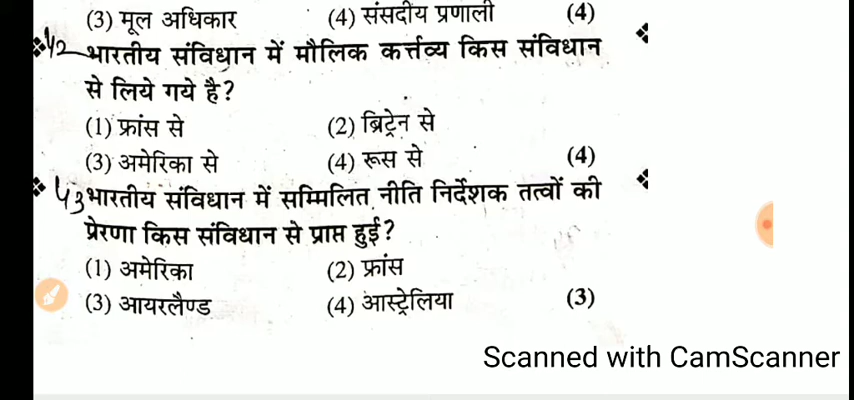 (3) मूल अधिकार (4) संसदीय प्रणाली (4)
42 भारतीय संविधान में मौलिक कर्त्तव्य किस संविधान
से लिये गये है?
(1) फ्रांस से (2) ब्रिट्रेन से
(3) अमेरिका से (4) रूस से (4)
43 भारतीय संविधान में सम्मिलित नीति निर्देशक तत्वों की
प्रेरणा किस संविधान से प्राप्त हुई?
(1) अमेरिका (2) फ्रांस
(3) आयरलैण्ड (4) आस्ट्रेलिया (3)
Scanned with CamScanner